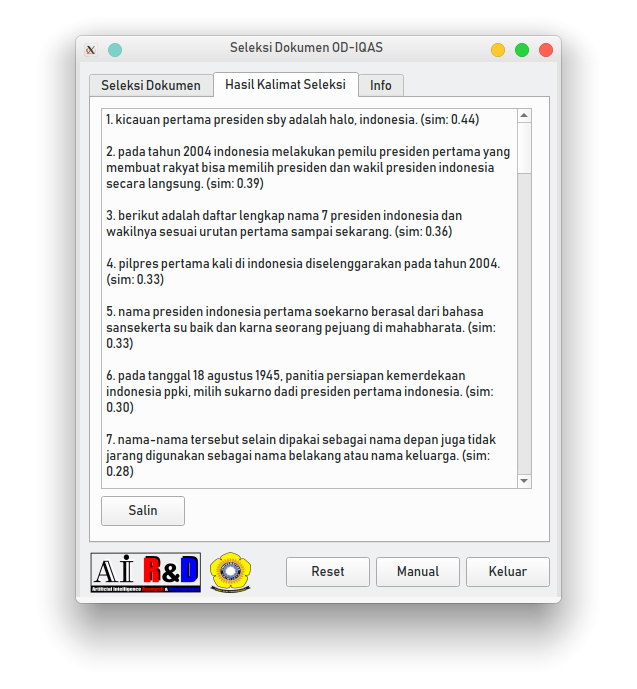 Seleksi Dokumen OD-IQAS
Seleksi Dokumen
Hasil Kalimat Seleksi
Info
1. kicauan pertama presiden sby adalah halo, indonesia. (sim: 0.44)
2. pada tahun 2004 indonesia melakukan pemilu presiden pertama yang
membuat rakyat bisa memilih presiden dan wakil presiden indonesia
secara langsung. (sim: 0.39)
3. berikut adalah daftar lengkap nama 7 presiden indonesia dan
wakilnya sesuai urutan pertama sampai sekarang. (sim: 0.36)
4. pilpres pertama kali di indonesia diselenggarakan pada tahun 2004.
(sim: 0.33)
5. nama presiden indonesia pertama soekarno berasal dari bahasa
sansekerta su baik dan karna seorang pejuang di mahabharata. (sim:
0.33)
6. pada tanggal 18 agustus 1945, panitia persiapan kemerdekaan
indonesia ppki, milih sukarno dadi presiden pertama indonesia. (sim:
0.30)
7. nama-nama tersebut selain dipakai sebagai nama depan juga tidak
jarang digunakan sebagai nama belakang atau nama keluarga. (sim:
0.28)
Salin
AI R&D
Artificial Intelligence
Reset
Manual
Keluar